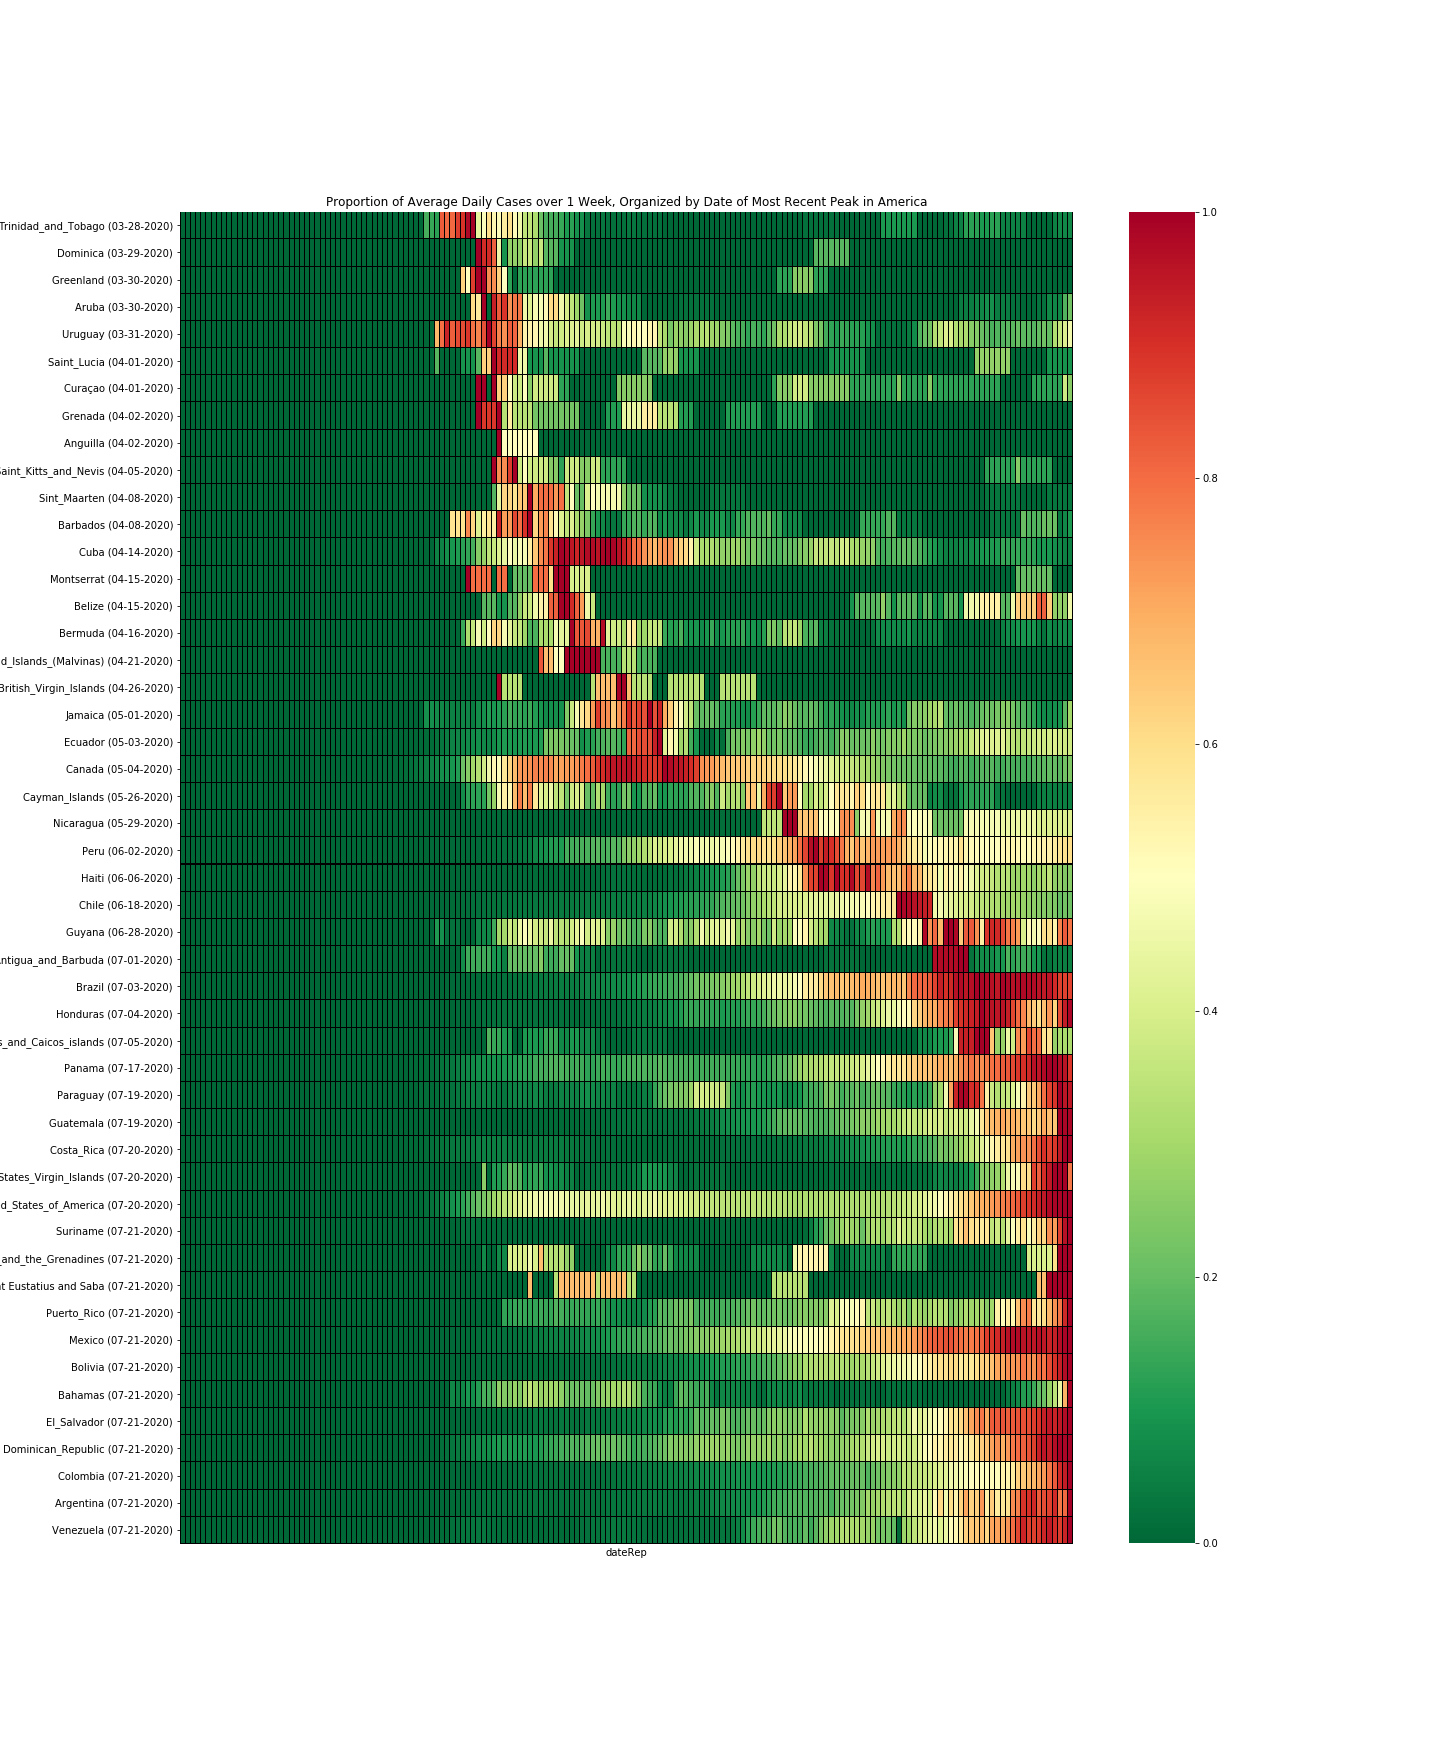 Proportion of Average Daily Cases over 1 Week, Organized by Date of Most Recent Peak in America
Trinidad_and_Tobago (03-28-2020)
Dominica (03-29-2020)
Greenland (03-30-2020)
Aruba (03-30-2020)
Uruguay (03-31-2020)
Saint_Lucia (04-01-2020)
Curaçao (04-01-2020)
Grenada (04-02-2020)
Anguilla (04-02-2020)
Saint_Kitts_and_Nevis (04-05-2020)
Sint_Maarten (04-08-2020)
Barbados (04-08-2020)
Cuba (04-14-2020)
Montserrat (04-15-2020)
Belize (04-15-2020)
Bermuda (04-16-2020)
d_Islands_(Malvinas) (04-21-2020)
British_Virgin_Islands (04-26-2020)
Jamaica (05-01-2020)
Ecuador (05-03-2020)
Canada (05-04-2020)
Cayman_Islands (05-26-2020)
Nicaragua (05-29-2020)
Peru (06-02-2020)
Haiti (06-06-2020)
Chile (06-18-2020)
Guyana (06-28-2020)
Antigua_and_Barbuda (07-01-2020)
Brazil (07-03-2020)
Honduras (07-04-2020)
s_and_Caicos_islands (07-05-2020)
Panama (07-17-2020)
Paraguay (07-19-2020)
Guatemala (07-19-2020)
Costa_Rica (07-20-2020)
States_Virgin_Islands (07-20-2020)
d_States_of_America (07-20-2020)
Suriname (07-21-2020)
_and_the_Grenadines (07-21-2020)
t Eustatius and Saba (07-21-2020)
Puerto_Rico (07-21-2020)
Mexico (07-21-2020)
Bolivia (07-21-2020)
Bahamas (07-21-2020)
El_Salvador (07-21-2020)
Dominican_Republic (07-21-2020)
Colombia (07-21-2020)
Argentina (07-21-2020)
Venezuela (07-21-2020)
dateRep
1.0
0.8
0.6
0.4
0.2
0.0